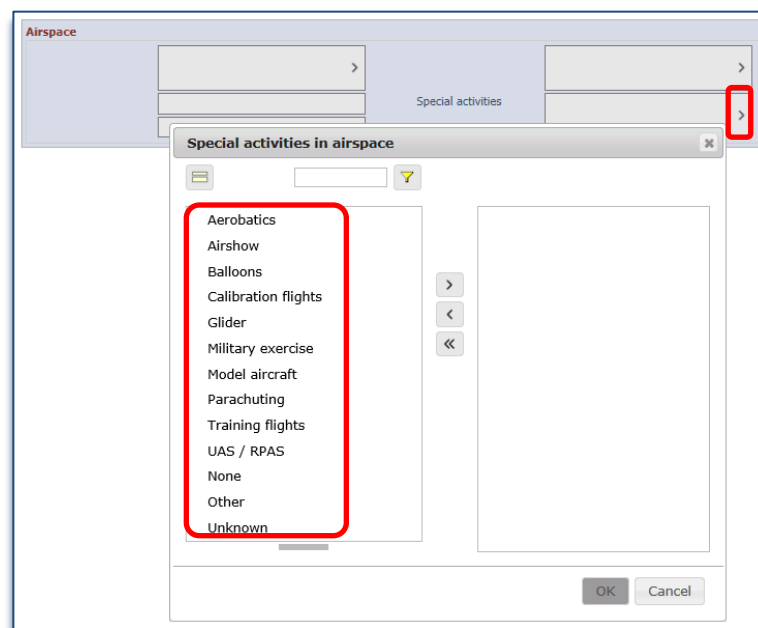 Airspace
Special activities
Special activities in airspace
Aerobatics
Airshow
Balloons
Calibration flights
Glider
Military exercise
Model aircraft
Parachuting
Training flights
UAS / RPAS
None
Other
Unknown
OK Cancel